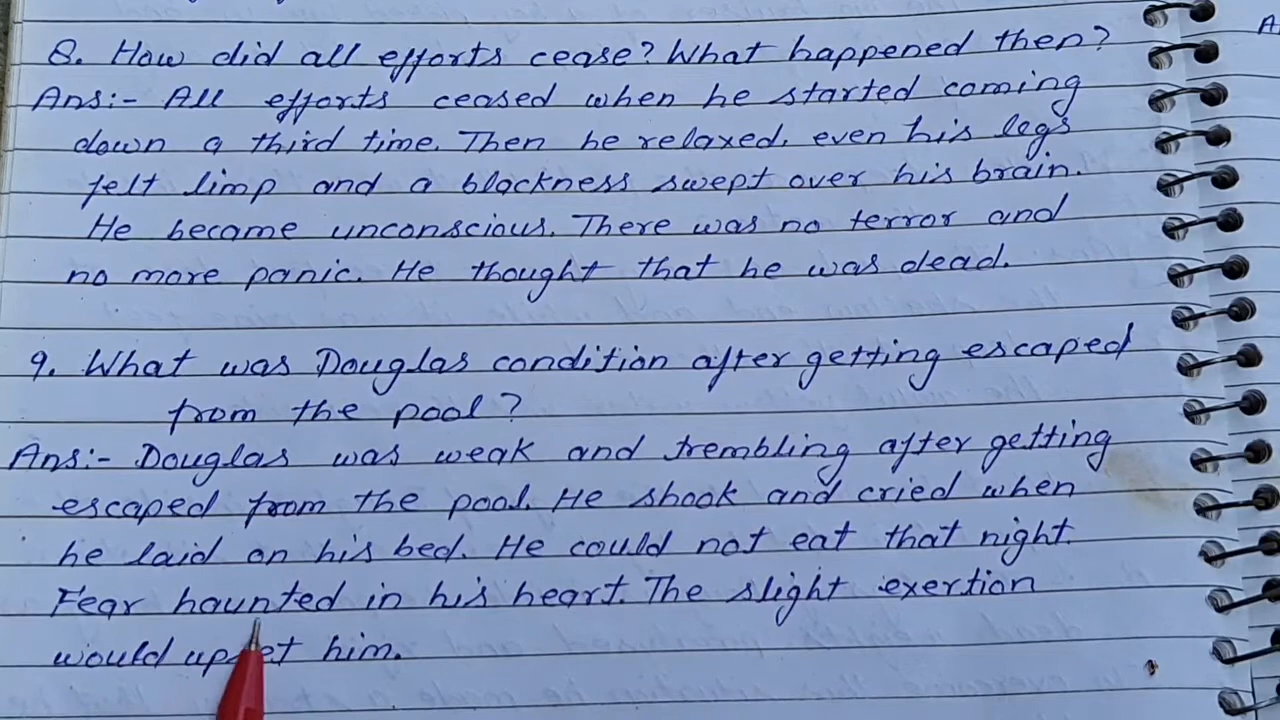 8. How did all efforts cease? What happened then?
Ans:- All efforts ceased when he started coming
down a third time. Then he relaxed, even his legs
felt limp and a blackness swept over his brain.
He became unconscious. There was no terror and
no more panic. He thought that he was dead.
9. What was Douglas condition after getting escaped
from the pool?
Ans:- Douglas was weak and trembling after getting
escaped from the pool. He shook and cried when
he laid on his bed. He could not eat that night.
Fear haunted in his heart. The slight exertion
would upset him.